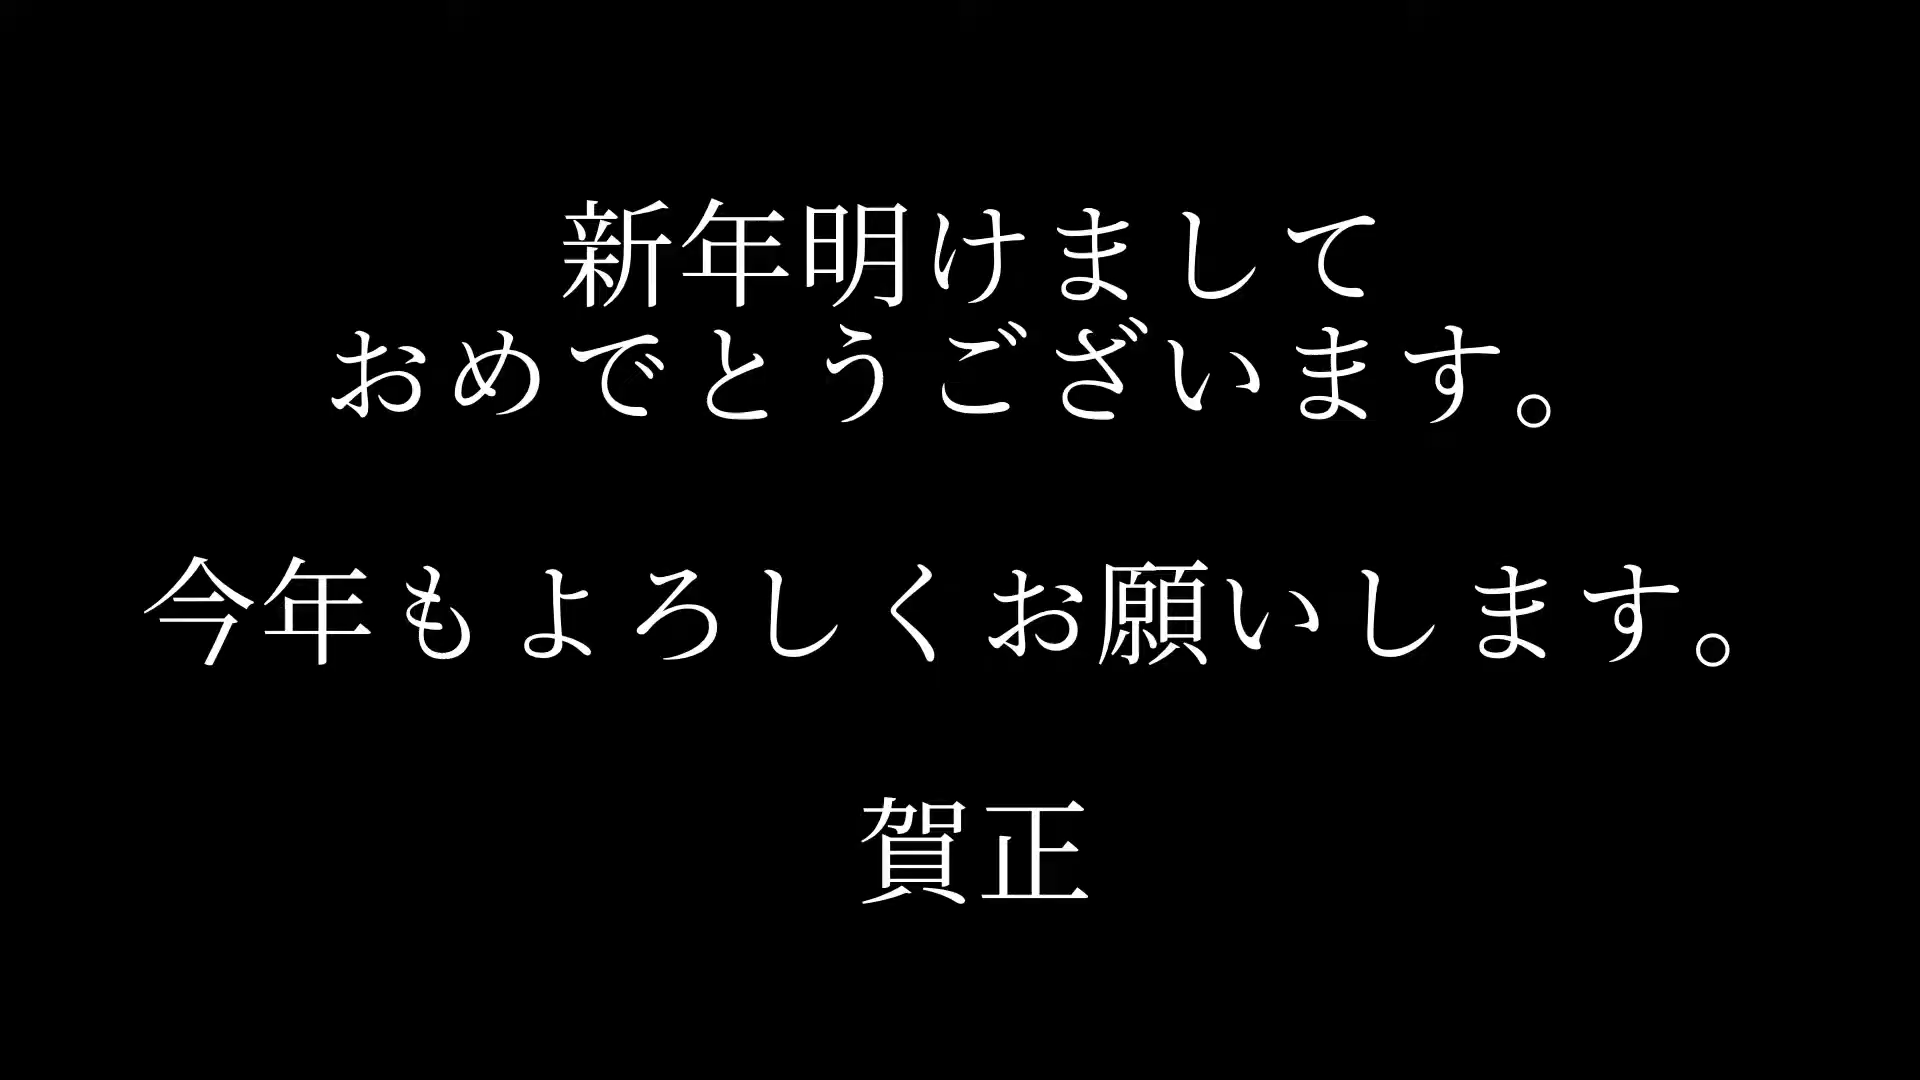 新年明けまして
おめでとうございます。
今年もよろしくお願いします。
賀正